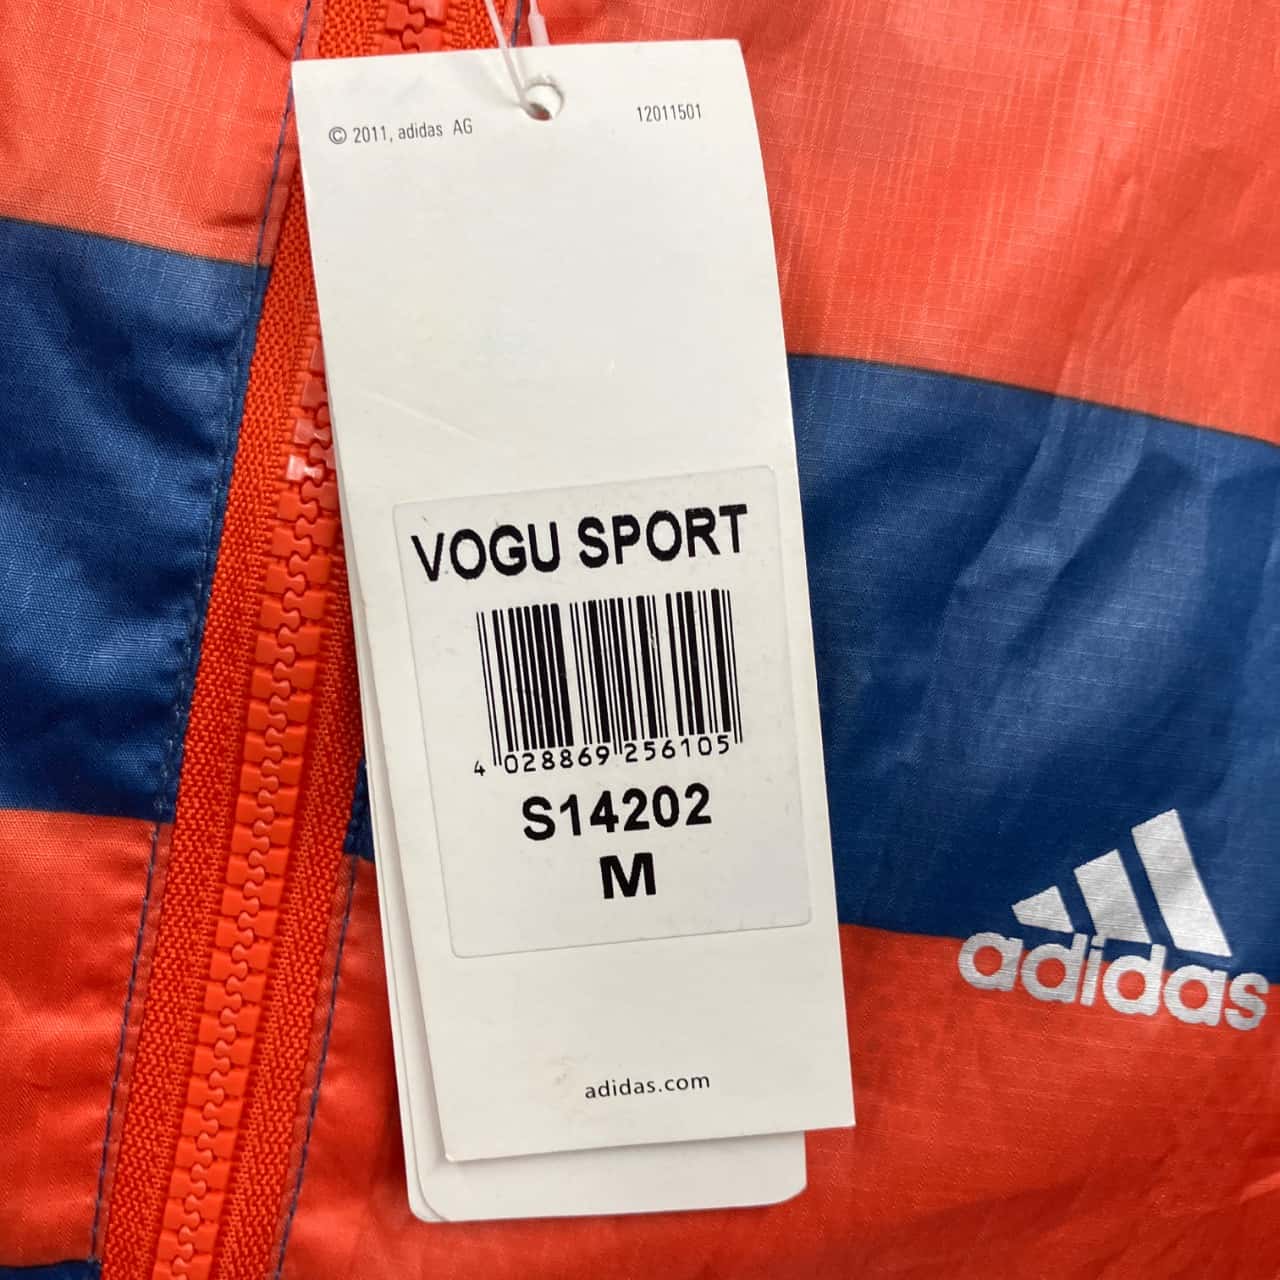 © 2011, adidas AG
12011501
VOGU SPORT
4 028869 256105
S14202
M
adidas
adidas.com